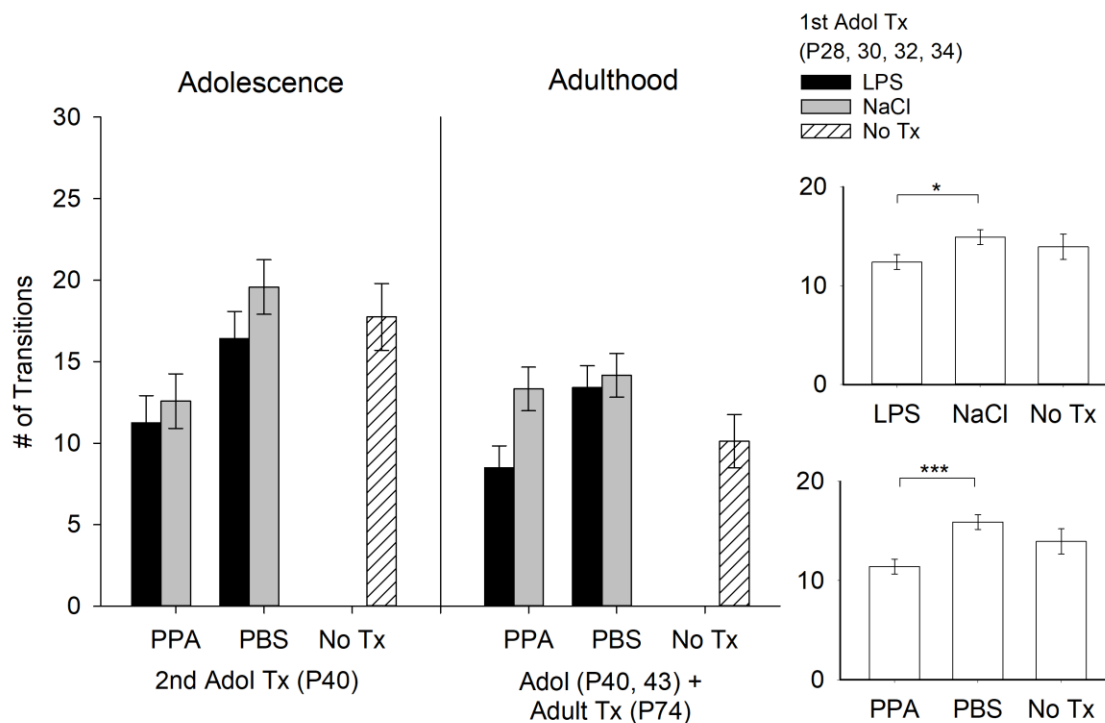 Adolescence
Adulthood
30
25
20
15
10
5
0
# of Transitions
PPA PBS No Tx
2nd Adol Tx (P40)
PPA PBS No Tx
Adol (P40, 43) +
Adult Tx (P74)
1st Adol Tx
(P28, 30, 32, 34)
LPS
NaCl
No Tx
20
10
0
*
LPS NaCl No Tx
20
10
0
***
PPA PBS No Tx